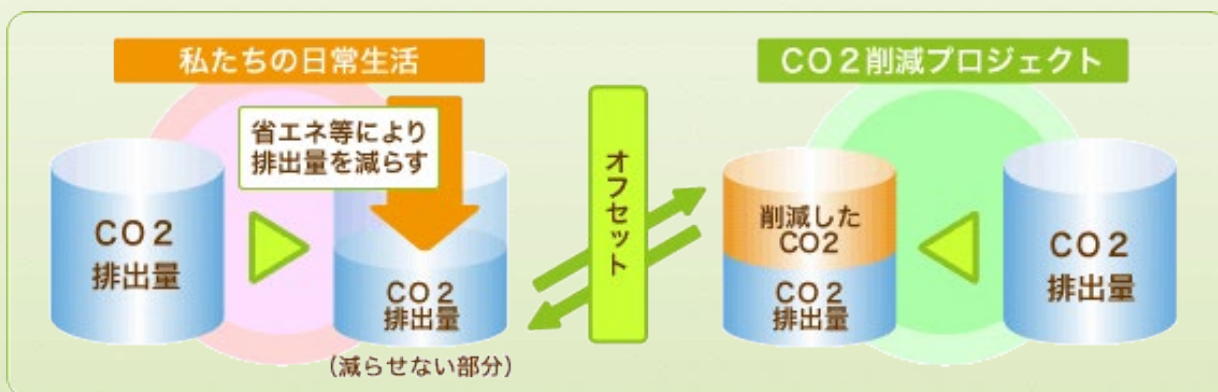 私たちの日常生活
省エネ等により
排出量を減らす
CO2
排出量
CO2
排出量
(減らせない部分)
オフセット
CO2削減プロジェクト
削減した
CO2
CO2
排出量
CO2
排出量